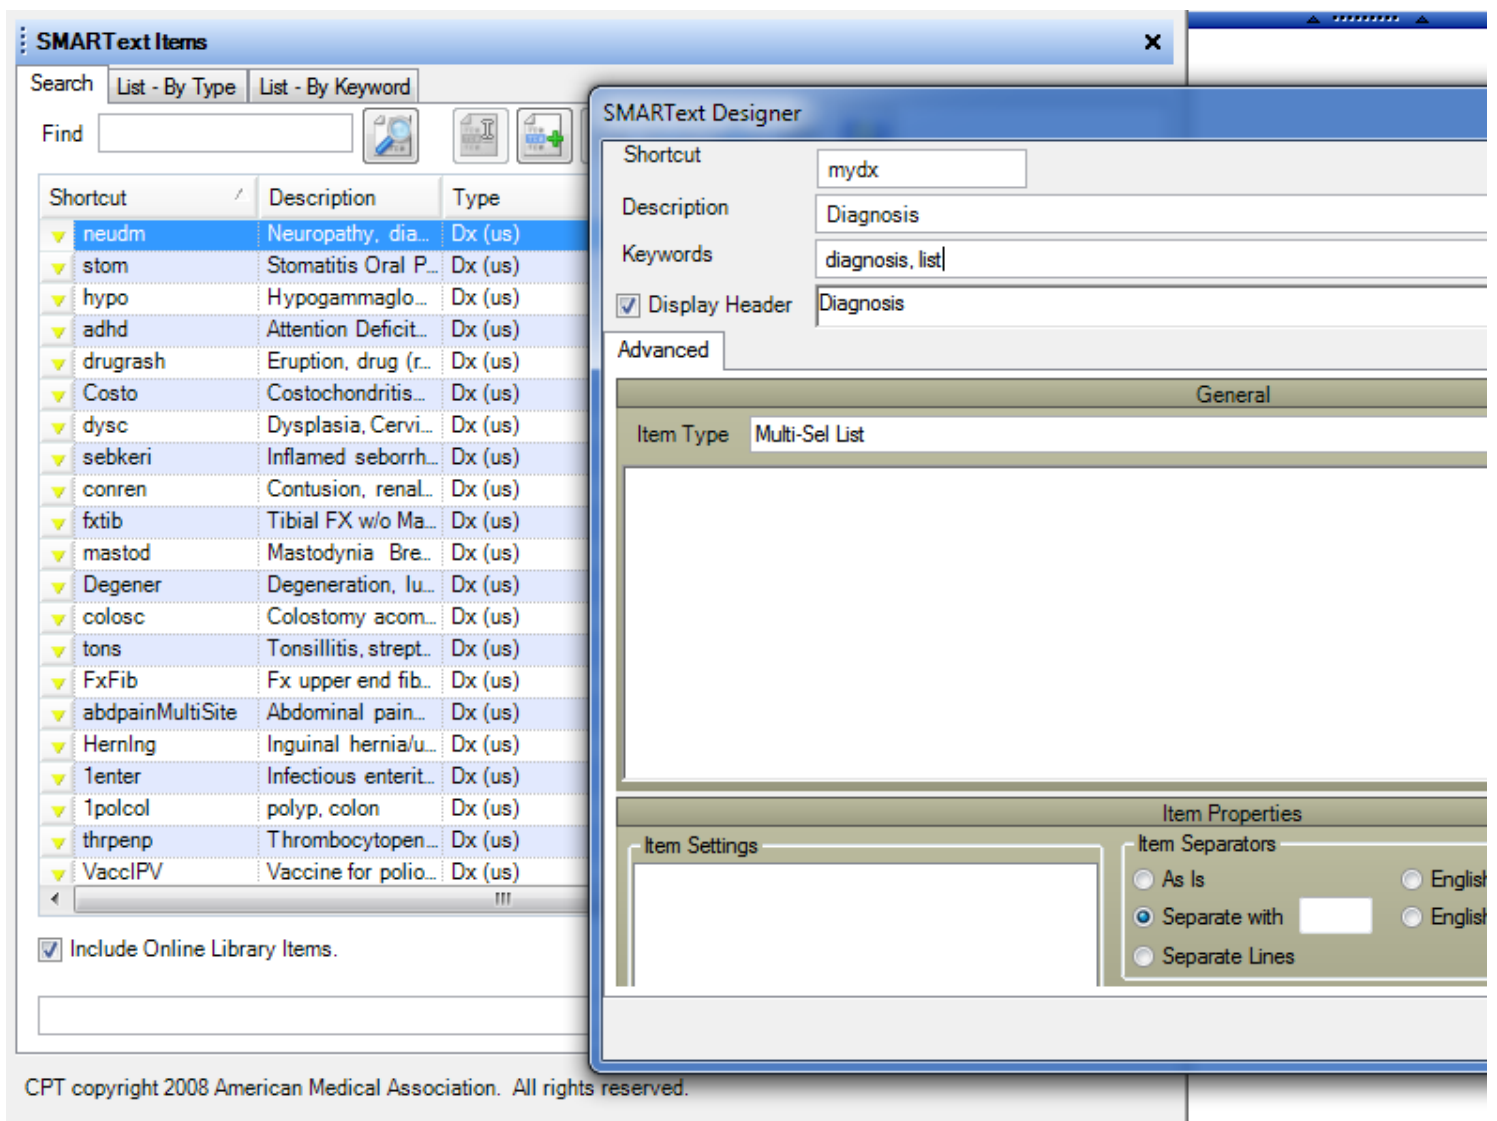 SMARText Items
Search List - By Type List - By Keyword
Find
Shortcut Description Type
neudm Neuropathy, dia... Dx (us)
stom Stomatitis Oral P... Dx (us)
hypo Hypogammaglo... Dx (us)
adhd Attention Deficit... Dx (us)
drugrash Eruption, drug (r... Dx (us)
Costo Costochondritis... Dx (us)
dysc Dysplasia, Cervi... Dx (us)
sebkeri Inflamed seborrh... Dx (us)
conren Contusion, renal... Dx (us)
fxtib Tibial FX w/o Ma... Dx (us)
mastod Mastodynia Bre... Dx (us)
Degener Degeneration, lu... Dx (us)
colosc Colostomy acom... Dx (us)
tons Tonsillitis, strept... Dx (us)
FxFib Fx upper end fib... Dx (us)
abdpainMultiSite Abdominal pain... Dx (us)
HernIng Inguinal hernia/u... Dx (us)
1enter Infectious enterit... Dx (us)
1polcol polyp, colon Dx (us)
thrpenp Thrombocytopen... Dx (us)
VaccIPV Vaccine for polio... Dx (us)
Include Online Library Items.
CPT copyright 2008 American Medical Association. All rights reserved.
SMARText Designer
Shortcut mydx
Description Diagnosis
Keywords diagnosis, list
Display Header Diagnosis
Advanced
General
Item Type Multi-Sel List
Item Properties
Item Settings
Item Separators
As Is English
Separate with English
Separate Lines